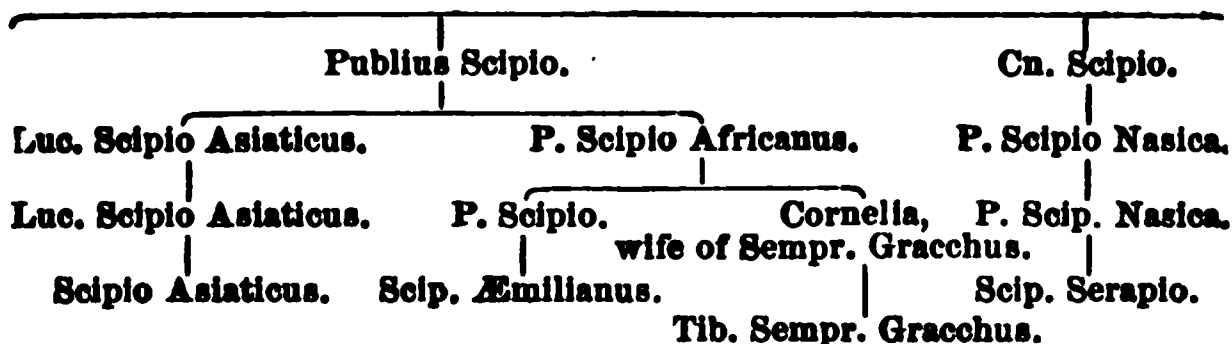 Publius Scipio. Cn. Scipio.
Luc. Scipio Asiaticus. P. Scipio Africanus. P. Scipio Nasica.
Luc. Scipio Asiaticus. P. Scipio. Cornelia, P. Scip. Nasica.
wife of Sempr. Gracchus.
Scipio Asiaticus. Scip. Æmilianus. Scip. Serapio.
Tib. Sempr. Gracchus.